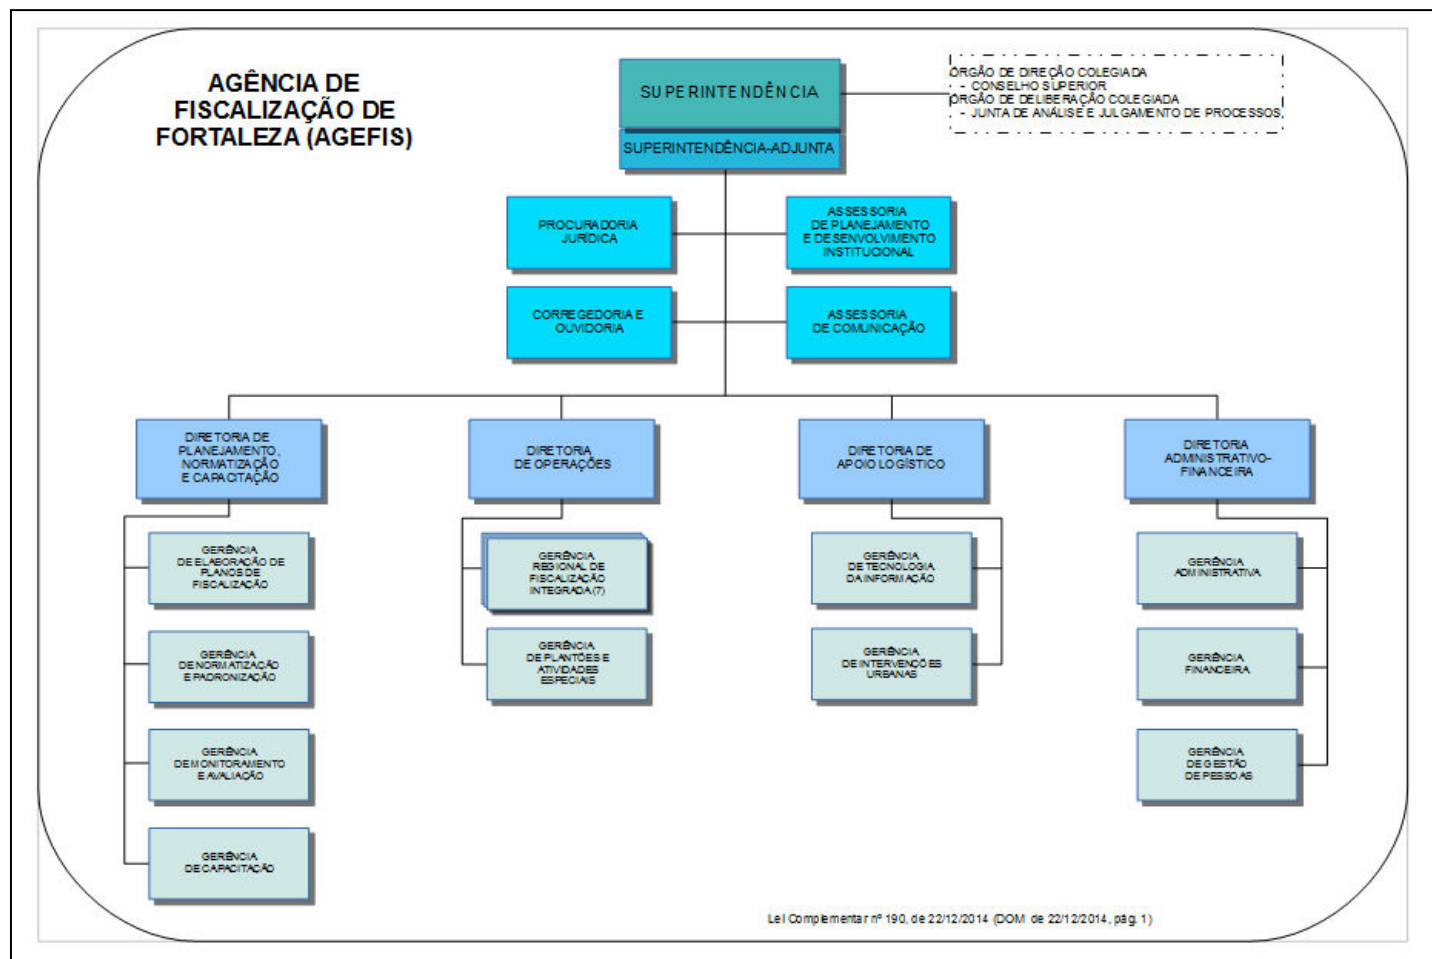 AGÊNCIA DE
FISCALIZAÇÃO DE
FORTALEZA (AGEFIS)
SUPERINTENDÊNCIA
SUPERINTENDÊNCIA-ADJUNTA
ÓRGÃO DE DIREÇÃO COLEGIADA
- CONSELHO SUPERIOR
ÓRGÃO DE DELIBERAÇÃO COLEGIADA
- JUNTA DE ANÁLISE E JULGAMENTO DE PROCESSOS
PROCURADORIA
JURÍDICA
ASSESSORIA
DE PLANEJAMENTO
E DESENVOLVIMENTO
INSTITUCIONAL
CORREGEDORIA E
OUVIDORIA
ASSESSORIA
DE COMUNICAÇÃO
DIRETORIA DE
PLANEJAMENTO,
NORMATIZAÇÃO
E CAPACITAÇÃO
DIRETORIA
DE OPERAÇÕES
DIRETORIA DE
APOIO LOGÍSTICO
DIRETORIA
ADMINISTRATIVO-
FINANCEIRA
GERÊNCIA
DE ELABORAÇÃO DE
PLANOS DE
FISCALIZAÇÃO
GERÊNCIA
REGIONAL DE
FISCALIZAÇÃO
INTEGRADA (7)
GERÊNCIA
DE TECNOLOGIA
DA INFORMAÇÃO
GERÊNCIA
ADMINISTRATIVA
GERÊNCIA
DE NORMATIZAÇÃO
E PADRONIZAÇÃO
GERÊNCIA
DE PLANTÕES E
ATIVIDADES
ESPECIAIS
GERÊNCIA
DE INTERVENÇÕES
URBANAS
GERÊNCIA
FINANCEIRA
GERÊNCIA
DE MONITORAMENTO
E AVALIAÇÃO
GERÊNCIA
DE GESTÃO
DE PESSOAS
GERÊNCIA
DE CAPACITAÇÃO
Lei Complementar nº 190, de 22/12/2014 (DOM de 22/12/2014, pág. 1)